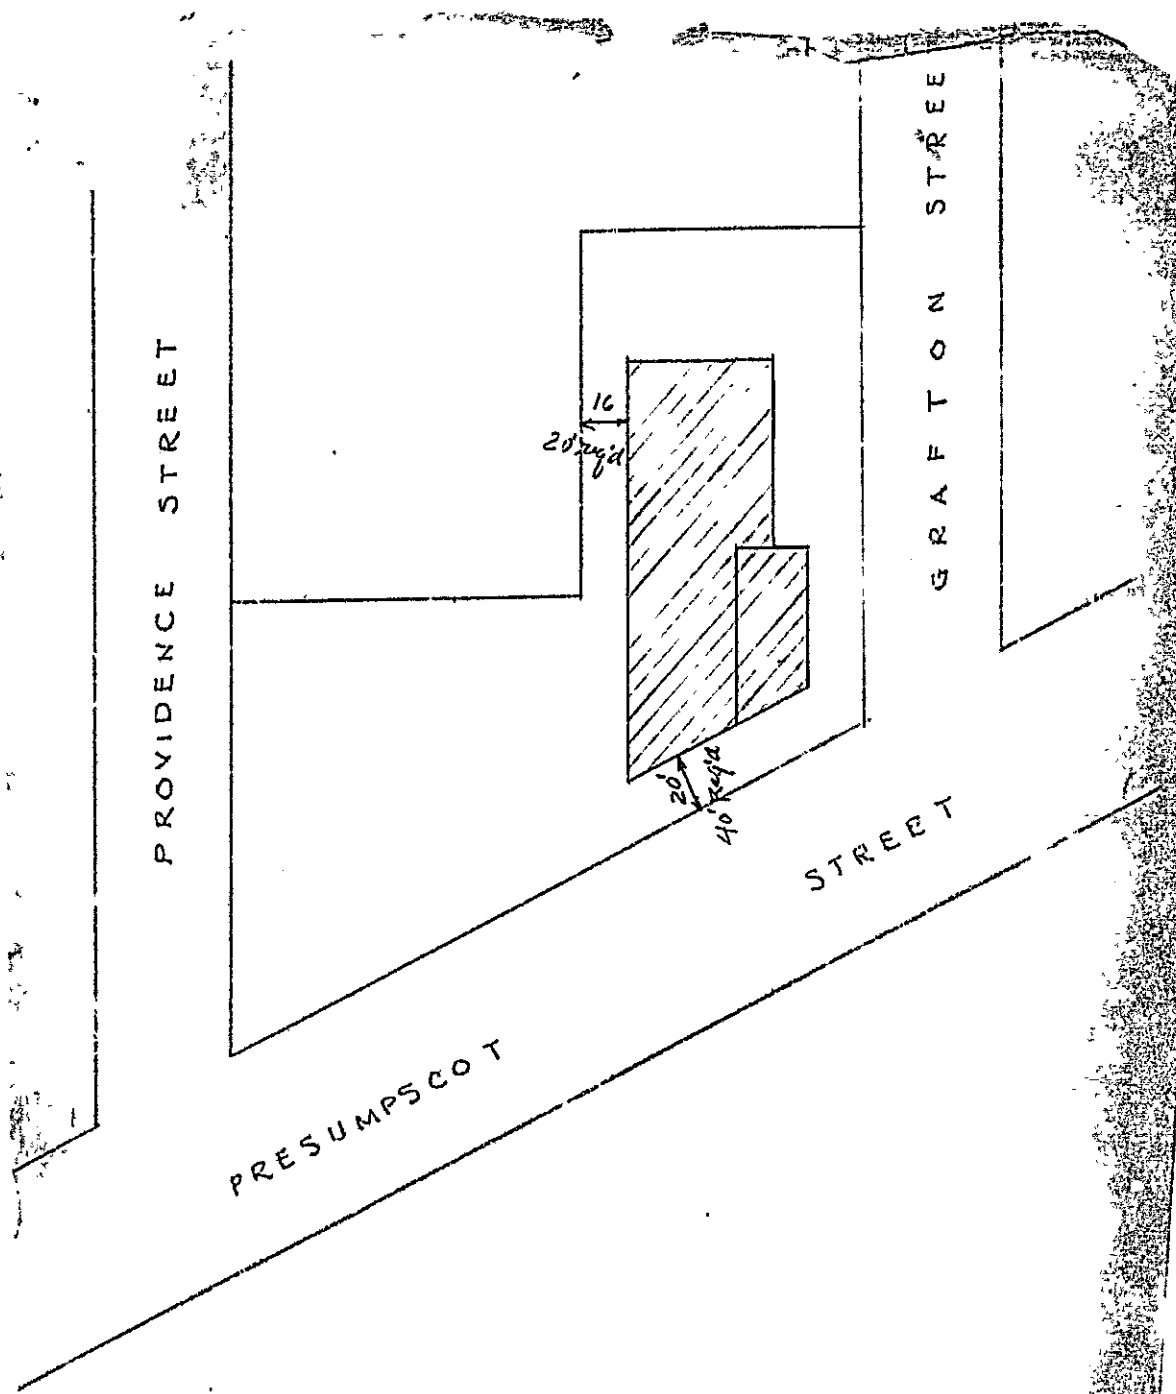 PROVIDENCE STREET
GRAFTON STREE
16
20' req'd
20'
40' req'd
PRESUMPSCOT STREET